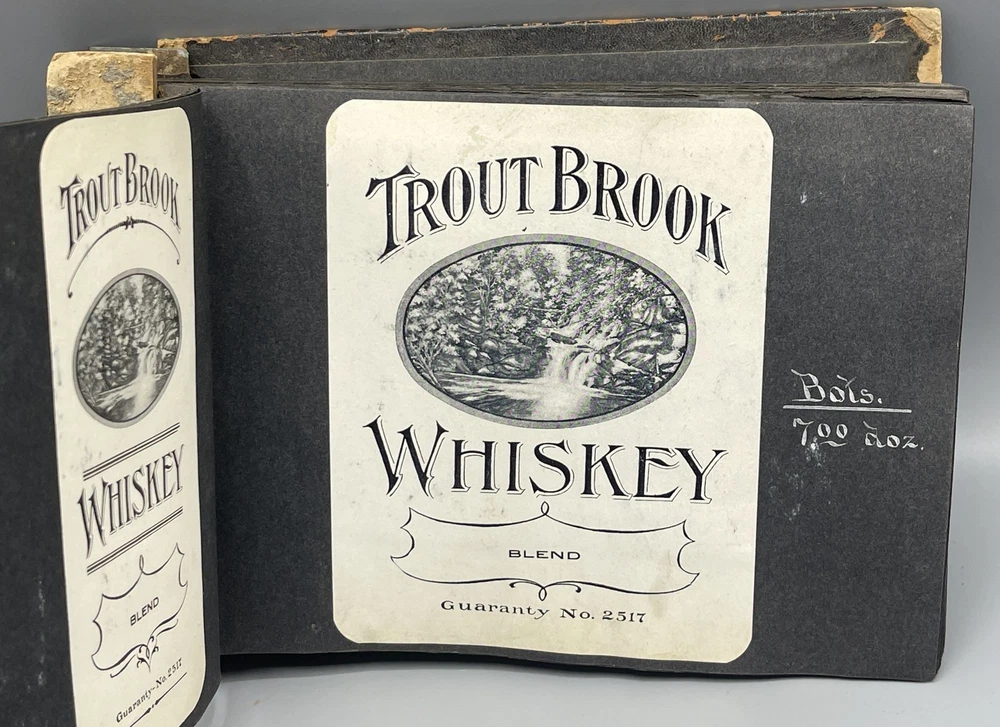 TROUT BROOK
WHISKEY
BLEND
Guaranty No. 2517
TROUT BROOK
WHISKEY
BLEND
Guaranty No. 2517
Bots.
7.00 doz.